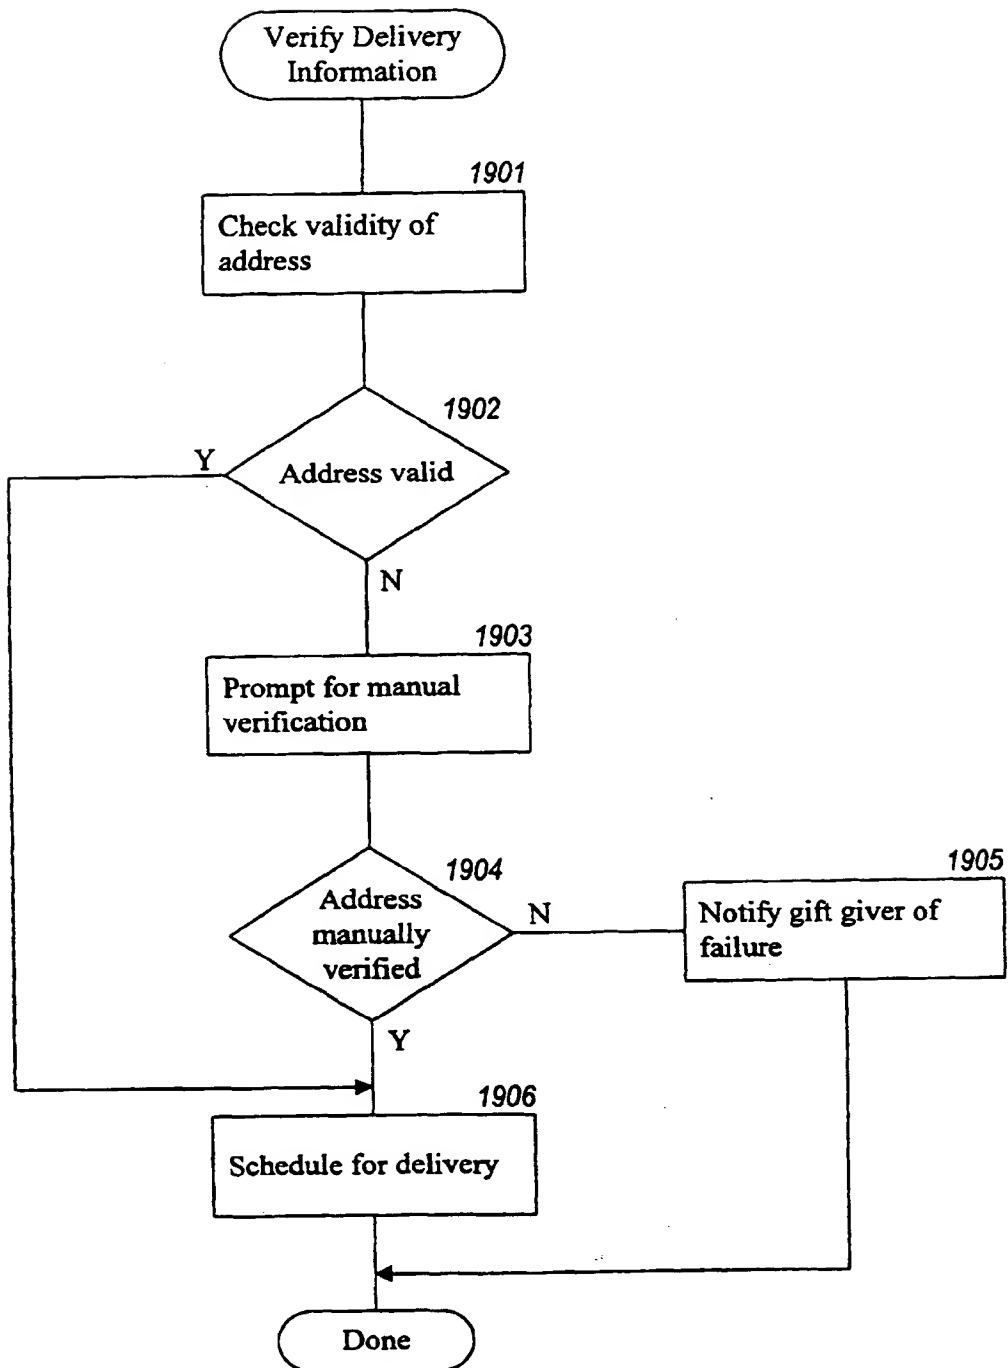 Verify Delivery
Information
1901
Check validity of
address
1902
Y
Address valid
N
1903
Prompt for manual
verification
1904
Address
manually
verified
N
1905
Notify gift giver of
failure
Y
1906
Schedule for delivery
Done